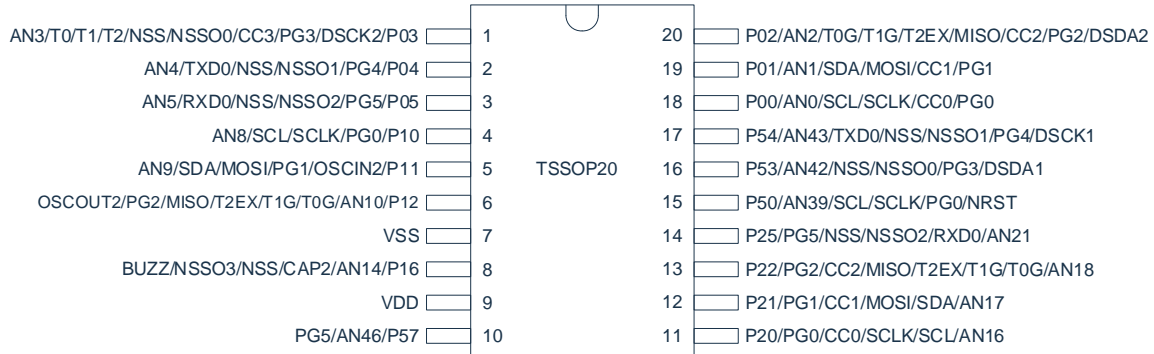 AN3/T0/T1/T2/NSS/NSSO0/CC3/PG3/DSCK2/P03 1 20 P02/AN2/T0G/T1G/T2EX/MISO/CC2/PG2/DSDA2
AN4/TXD0/NSS/NSSO1/PG4/P04 2 19 P01/AN1/SDA/MOSI/CC1/PG1
AN5/RXD0/NSS/NSSO2/PG5/P05 3 18 P00/AN0/SCL/SCLK/CC0/PG0
AN8/SCL/SCLK/PG0/P10 4 17 P54/AN43/TXD0/NSS/NSSO1/PG4/DSCK1
AN9/SDA/MOSI/PG1/OSCIN2/P11 5 TSSOP20 16 P53/AN42/NSS/NSSO0/PG3/DSDA1
OSCOUT2/PG2/MISO/T2EX/T1G/T0G/AN10/P12 6 15 P50/AN39/SCL/SCLK/PG0/NRST
VSS 7 14 P25/PG5/NSS/NSSO2/RXD0/AN21
BUZZ/NSSO3/NSS/CAP2/AN14/P16 8 13 P22/PG2/CC2/MISO/T2EX/T1G/T0G/AN18
VDD 9 12 P21/PG1/CC1/MOSI/SDA/AN17
PG5/AN46/P57 10 11 P20/PG0/CC0/SCLK/SCL/AN16